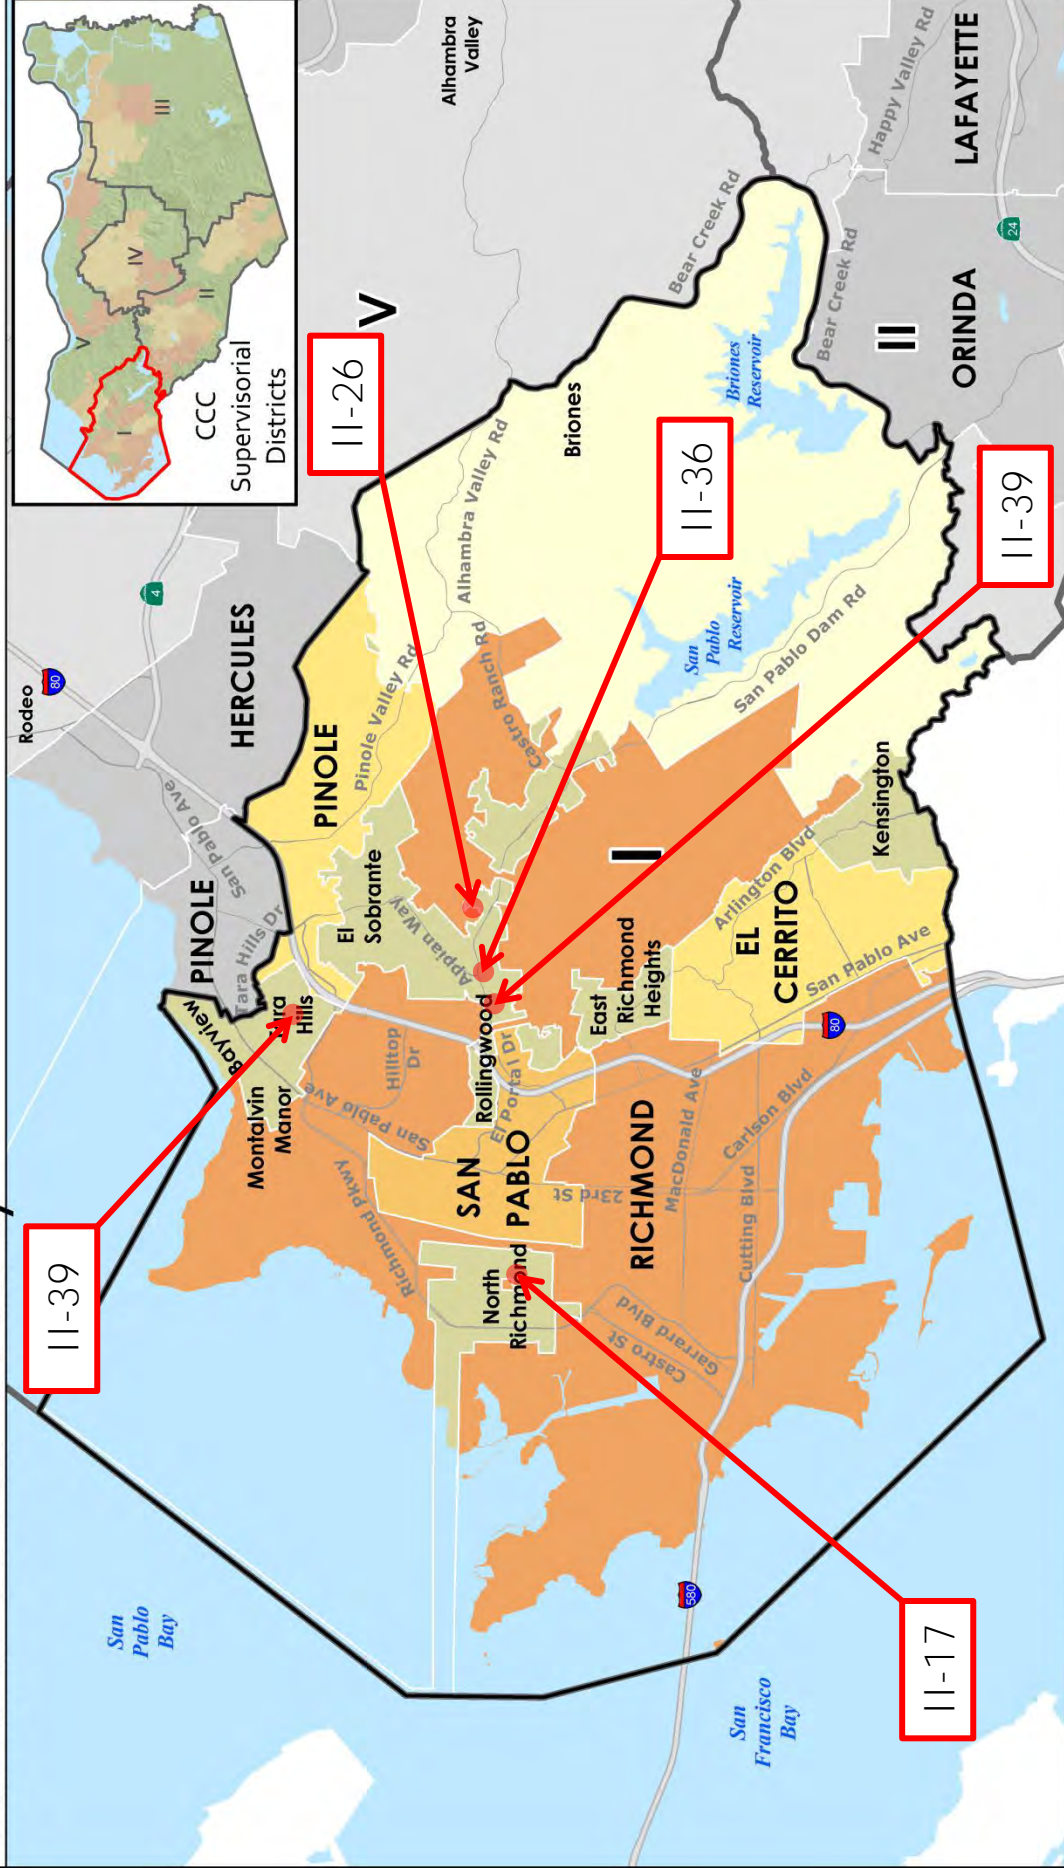 San
Pablo
Bay
San
Francisco
Bay
580
II-17
II-39
North
Richmond
Montalvin
Manor
Bayview
Tara
Hills
Tara Hills Dr
Richmond Pkwy
San Pablo Ave
Hilltop
Dr
SAN
PABLO
23rd St
RICHMOND
MacDonald Ave
Cutting Blvd
Carlson Blvd
Castro St
Garrard Blvd
Rollingwood
El Portal Dr
80
East
Richmond
Heights
EL
CERRITO
San Pablo Ave
Arlington Blvd
Kensington
I
El
Sobrante
Appian Way
PINOLE
San Pablo Ave
PINOLE
Pinole Valley Rd
HERCULES
Rodeo
80
4
Castro Ranch Rd
Alhambra Valley Rd
San Pablo Dam Rd
San
Pablo
Reservoir
Briones
Reservoir
Briones
II-26
II-36
II-39
V
Bear Creek Rd
Bear Creek Rd
II
ORINDA
LAFAYETTE
Happy Valley Rd
24
Alhambra
Valley
CCC
Supervisorial
Districts
I
II
III
IV
V